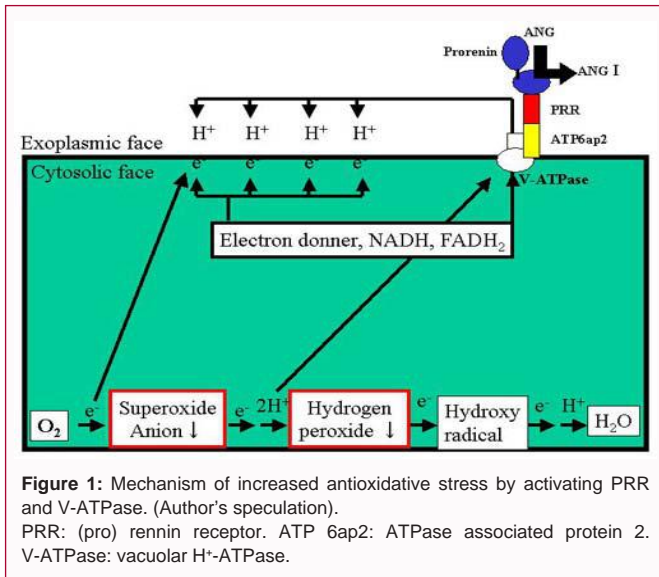 ANG
Prorenin
ANG I
PRR
ATP6ap2
V-ATPase
H⁺ H⁺ H⁺ H⁺
Exoplasmic face
e⁻ e⁻ e⁻ e⁻
Cytosolic face
Electron donner, NADH, FADH₂
O₂ e⁻ Superoxide Anion ↓ e⁻ 2H⁺ Hydrogen peroxide ↓ e⁻ Hydroxy radical e⁻ H⁺ H₂O
Figure 1: Mechanism of increased antioxidative stress by activating PRR
and V-ATPase. (Author's speculation).
PRR: (pro) rennin receptor. ATP 6ap2: ATPase associated protein 2.
V-ATPase: vacuolar H⁺-ATPase.